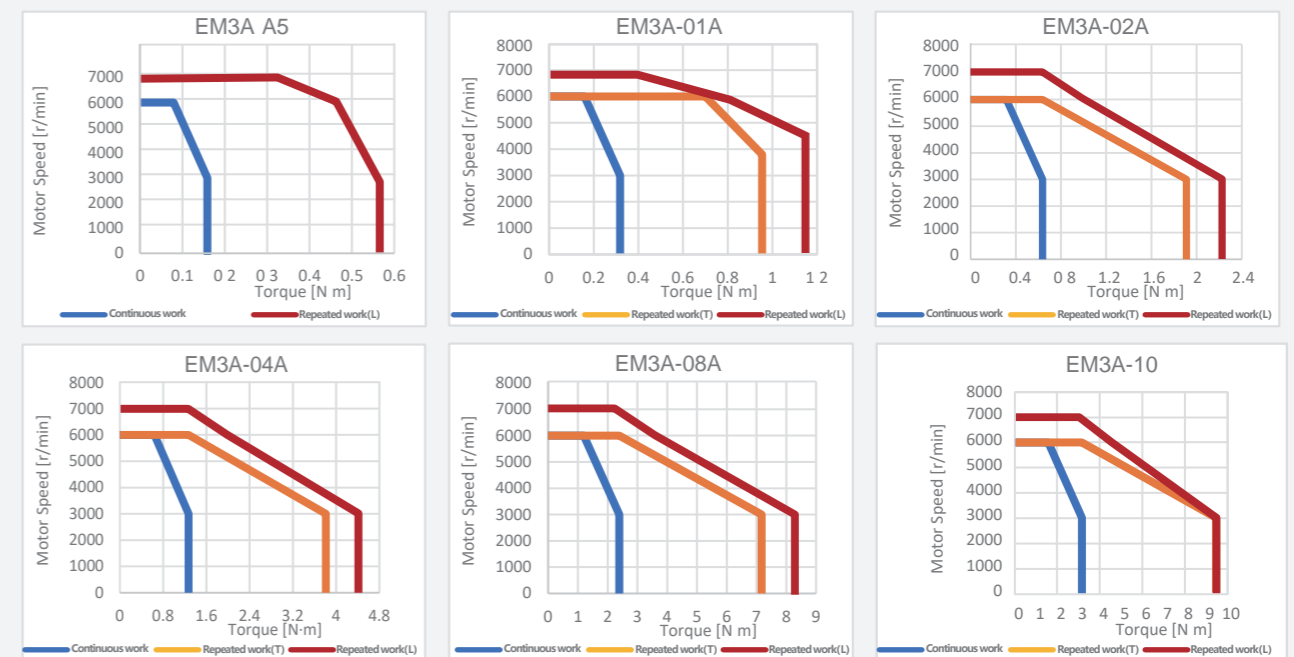 EM3A A5
Motor Speed [r/min]
7000
6000
5000
4000
3000
2000
1000
0
0 0.1 0 2 0 3 0.4 0.5 0.6
Torque [N m]
Continuous work Repeated work(L)
EM3A-01A
Motor Speed [r/min]
8000
7000
6000
5000
4000
3000
2000
1000
0
0 0.2 0.4 0.6 0.8 1 1 2
Torque [N m]
Continuous work Repeated work(T) Repeated work(L)
EM3A-02A
Motor Speed [r/min]
8000
7000
6000
5000
4000
3000
2000
1000
0
0 0.4 0 8 1.2 1.6 2 2.4
Torque [N m]
Continuous work Repeated work(T) Repeated work(L)
EM3A-04A
Motor Speed [r/min]
8000
7000
6000
5000
4000
3000
2000
1000
0
0 0.8 1.6 2.4 3.2 4 4.8
Torque [N·m]
Continuous work Repeated work(T) Repeated work(L)
EM3A-08A
Motor Speed [r/min]
8000
7000
6000
5000
4000
3000
2000
1000
0
0 1 2 3 4 5 6 7 8 9
Torque [N m]
Continuous work Repeated work(T) Repeated work(L)
EM3A-10
Motor Speed [r/min]
8000
7000
6000
5000
4000
3000
2000
1000
0
0 1 2 3 4 5 6 7 8 9 10
Torque [N m]
Continuous work Repeated work(T) Repeated work(L)